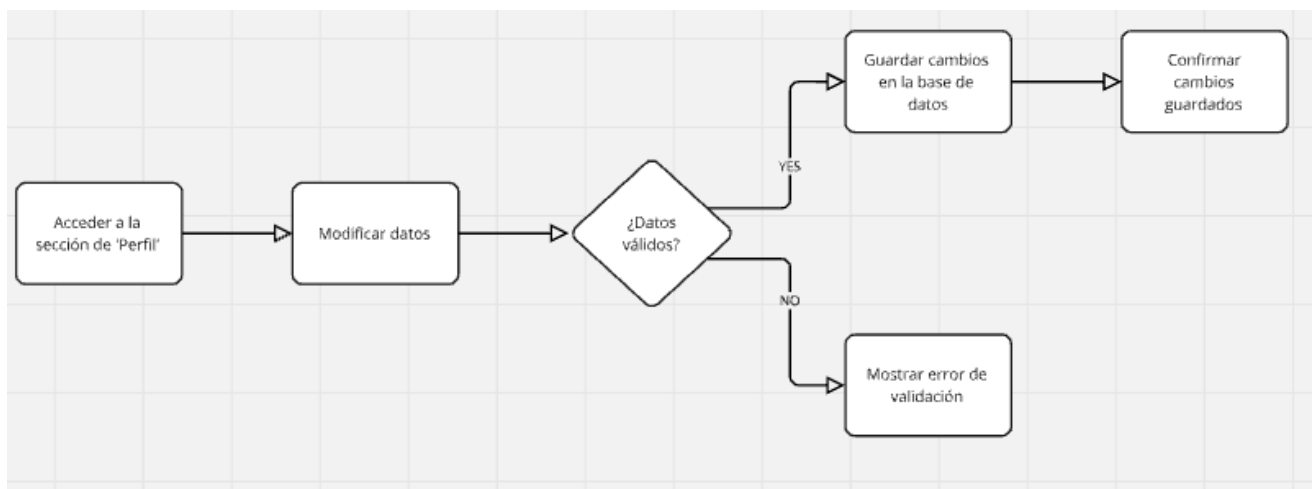 Acceder a la
sección de 'Perfil'
Modificar datos
¿Datos
válidos?
YES
Guardar cambios
en la base de
datos
Confirmar
cambios
guardados
NO
Mostrar error de
validación